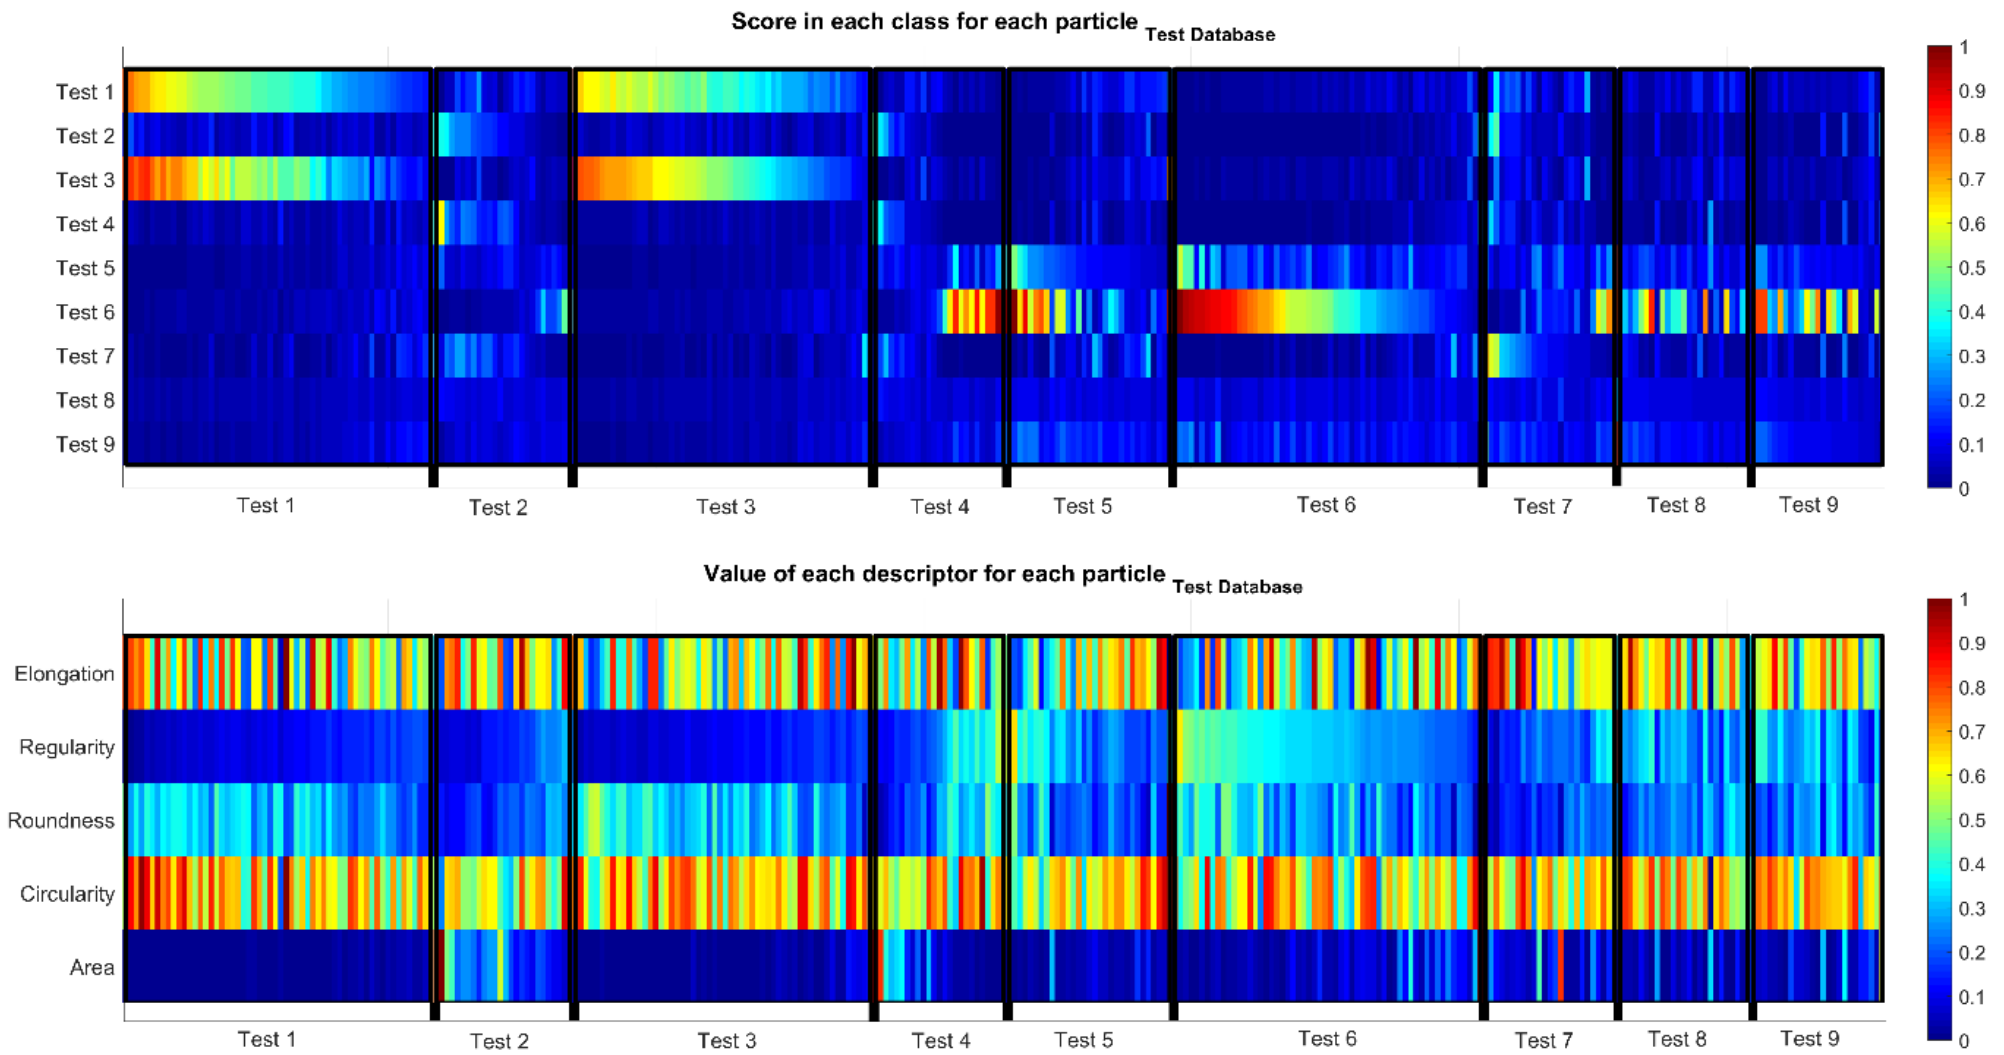 Score in each class for each particle Test Database
Test 1
Test 2
Test 3
Test 4
Test 5
Test 6
Test 7
Test 8
Test 9
Test 1 Test 2 Test 3 Test 4 Test 5 Test 6 Test 7 Test 8 Test 9
1
0.9
0.8
0.7
0.6
0.5
0.4
0.3
0.2
0.1
0
Value of each descriptor for each particle Test Database
Elongation
Regularity
Roundness
Circularity
Area
Test 1 Test 2 Test 3 Test 4 Test 5 Test 6 Test 7 Test 8 Test 9
1
0.9
0.8
0.7
0.6
0.5
0.4
0.3
0.2
0.1
0